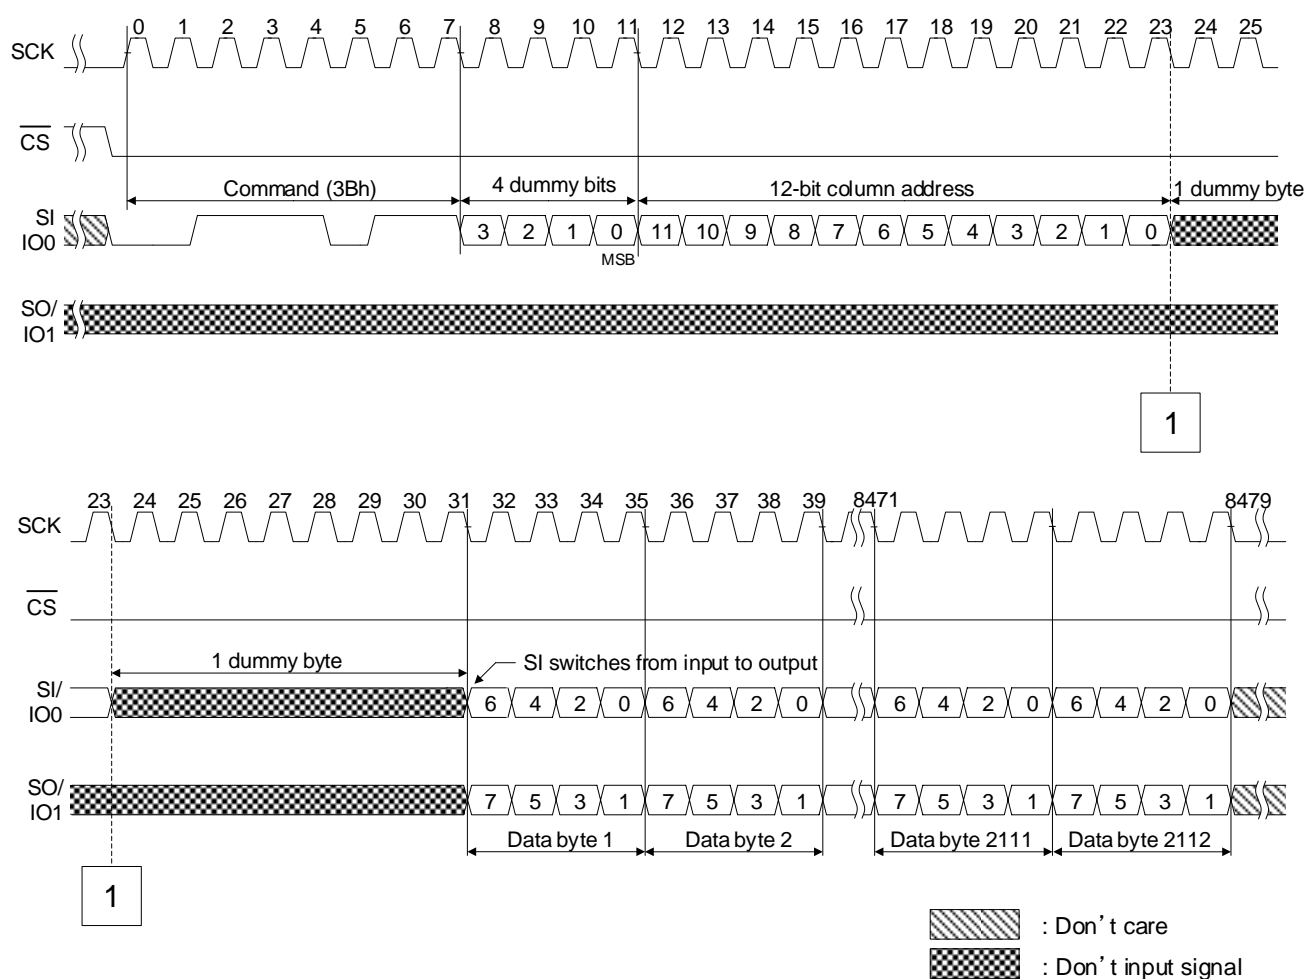 0 1 2 3 4 5 6 7 8 9 10 11 12 13 14 15 16 17 18 19 20 21 22 23 24 25
SCK
CS
Command (3Bh) 4 dummy bits 12-bit column address 1 dummy byte
SI
IO0
3 2 1 0 11 10 9 8 7 6 5 4 3 2 1 0
MSB
SO/
IO1
1
23 24 25 26 27 28 29 30 31 32 33 34 35 36 37 38 39 8471 8479
SCK
CS
1 dummy byte SI switches from input to output
SI/
IO0
6 4 2 0 6 4 2 0 6 4 2 0 6 4 2 0
SO/
IO1
7 5 3 1 7 5 3 1 7 5 3 1 7 5 3 1
Data byte 1 Data byte 2 Data byte 2111 Data byte 2112
1
: Don't care
: Don't input signal